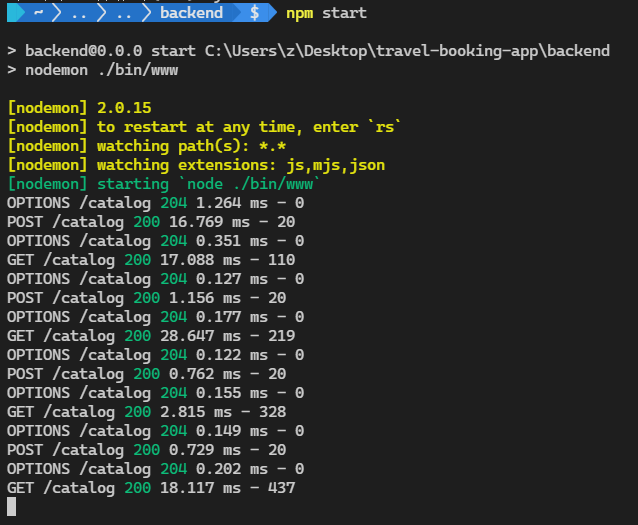 ~ .. .. backend $ npm start
> backend@0.0.0 start C:\Users\z\Desktop\travel-booking-app\backend
> nodemon ./bin/www
[nodemon] 2.0.15
[nodemon] to restart at any time, enter `rs`
[nodemon] watching path(s): *.*
[nodemon] watching extensions: js,mjs,json
[nodemon] starting `node ./bin/www`
OPTIONS /catalog 204 1.264 ms - 0
POST /catalog 200 16.769 ms - 20
OPTIONS /catalog 204 0.351 ms - 0
GET /catalog 200 17.088 ms - 110
OPTIONS /catalog 204 0.127 ms - 0
POST /catalog 200 1.156 ms - 20
OPTIONS /catalog 204 0.177 ms - 0
GET /catalog 200 28.647 ms - 219
OPTIONS /catalog 204 0.122 ms - 0
POST /catalog 200 0.762 ms - 20
OPTIONS /catalog 204 0.155 ms - 0
GET /catalog 200 2.815 ms - 328
OPTIONS /catalog 204 0.149 ms - 0
POST /catalog 200 0.729 ms - 20
OPTIONS /catalog 204 0.202 ms - 0
GET /catalog 200 18.117 ms - 437